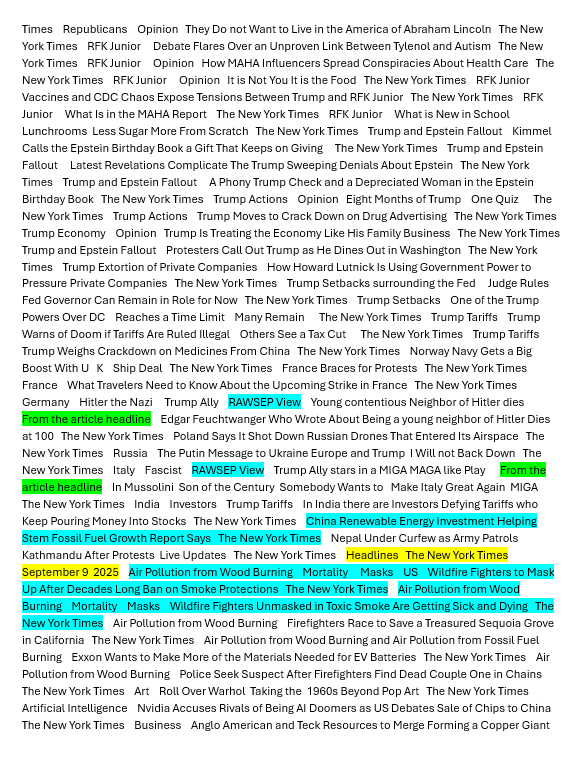 Times Republicans Opinion They Do not Want to Live in the America of Abraham Lincoln The New
York Times RFK Junior Debate Flares Over an Unproven Link Between Tylenol and Autism The New
York Times RFK Junior Opinion How MAHA Influencers Spread Conspiracies About Health Care The
New York Times RFK Junior Opinion It is Not You It is the Food The New York Times RFK Junior
Vaccines and CDC Chaos Expose Tensions Between Trump and RFK Junior The New York Times RFK
Junior What Is in the MAHA Report The New York Times RFK Junior What is New in School
Lunchrooms Less Sugar More From Scratch The New York Times Trump and Epstein Fallout Kimmel
Calls the Epstein Birthday Book a Gift That Keeps on Giving The New York Times Trump and Epstein
Fallout Latest Revelations Complicate The Trump Sweeping Denials About Epstein The New York
Times Trump and Epstein Fallout A Phony Trump Check and a Depreciated Woman in the Epstein
Birthday Book The New York Times Trump Actions Opinion Eight Months of Trump One Quiz The
New York Times Trump Actions Trump Moves to Crack Down on Drug Advertising The New York Times
Trump Economy Opinion Trump Is Treating the Economy Like His Family Business The New York Times
Trump and Epstein Fallout Protesters Call Out Trump as He Dines Out in Washington The New York
Times Trump Extortion of Private Companies How Howard Lutnick Is Using Government Power to
Pressure Private Companies The New York Times Trump Setbacks surrounding the Fed Judge Rules
Fed Governor Can Remain in Role for Now The New York Times Trump Setbacks One of the Trump
Powers Over DC Reaches a Time Limit Many Remain The New York Times Trump Tariffs Trump
Warns of Doom if Tariffs Are Ruled Illegal Others See a Tax Cut The New York Times Trump Tariffs
Trump Weighs Crackdown on Medicines From China The New York Times Norway Navy Gets a Big
Boost With U K Ship Deal The New York Times France Braces for Protests The New York Times
France What Travelers Need to Know About the Upcoming Strike in France The New York Times
Germany Hitler the Nazi Trump Ally RAWSEP View Young contentious Neighbor of Hitler dies
From the article headline Edgar Feuchtwanger Who Wrote About Being a young neighbor of Hitler Dies
at 100 The New York Times Poland Says It Shot Down Russian Drones That Entered Its Airspace The
New York Times Russia The Putin Message to Ukraine Europe and Trump I Will not Back Down The
New York Times Italy Fascist RAWSEP View Trump Ally stars in a MIGA MAGA like Play From the
article headline In Mussolini Son of the Century Somebody Wants to Make Italy Great Again MIGA
The New York Times India Investors Trump Tariffs In India there are Investors Defying Tariffs who
Keep Pouring Money Into Stocks The New York Times China Renewable Energy Investment Helping
Stem Fossil Fuel Growth Report Says The New York Times Nepal Under Curfew as Army Patrols
Kathmandu After Protests Live Updates The New York Times Headlines The New York Times
September 9 2025 Air Pollution from Wood Burning Mortality Masks US Wildfire Fighters to Mask
Up After Decades Long Ban on Smoke Protections The New York Times Air Pollution from Wood
Burning Mortality Masks Wildfire Fighters Unmasked in Toxic Smoke Are Getting Sick and Dying The
New York Times Air Pollution from Wood Burning Firefighters Race to Save a Treasured Sequoia Grove
in California The New York Times Air Pollution from Wood Burning and Air Pollution from Fossil Fuel
Burning Exxon Wants to Make More of the Materials Needed for EV Batteries The New York Times Air
Pollution from Wood Burning Police Seek Suspect After Firefighters Find Dead Couple One in Chains
The New York Times Art Roll Over Warhol Taking the 1960s Beyond Pop Art The New York Times
Artificial Intelligence Nvidia Accuses Rivals of Being AI Doomers as US Debates Sale of Chips to China
The New York Times Business Anglo American and Teck Resources to Merge Forming a Copper Giant